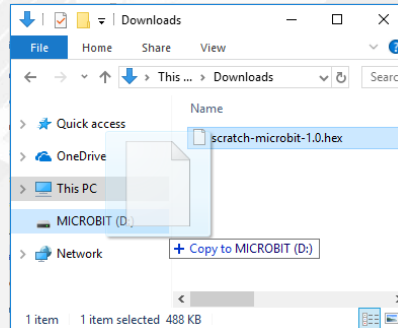 Downloads
File Home Share View
This ... Downloads Searc
Name
Quick access
scratch-microbit-1.0.hex
OneDrive
This PC
MICROBIT (D:)
+ Copy to MICROBIT (D:)
Network
1 item 1 item selected 488 KB